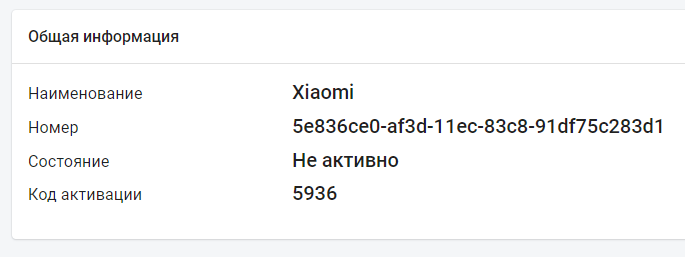 Общая информация
Наименование Xiaomi
Номер 5e836ce0-af3d-11ec-83c8-91df75c283d1
Состояние Не активно
Код активации 5936